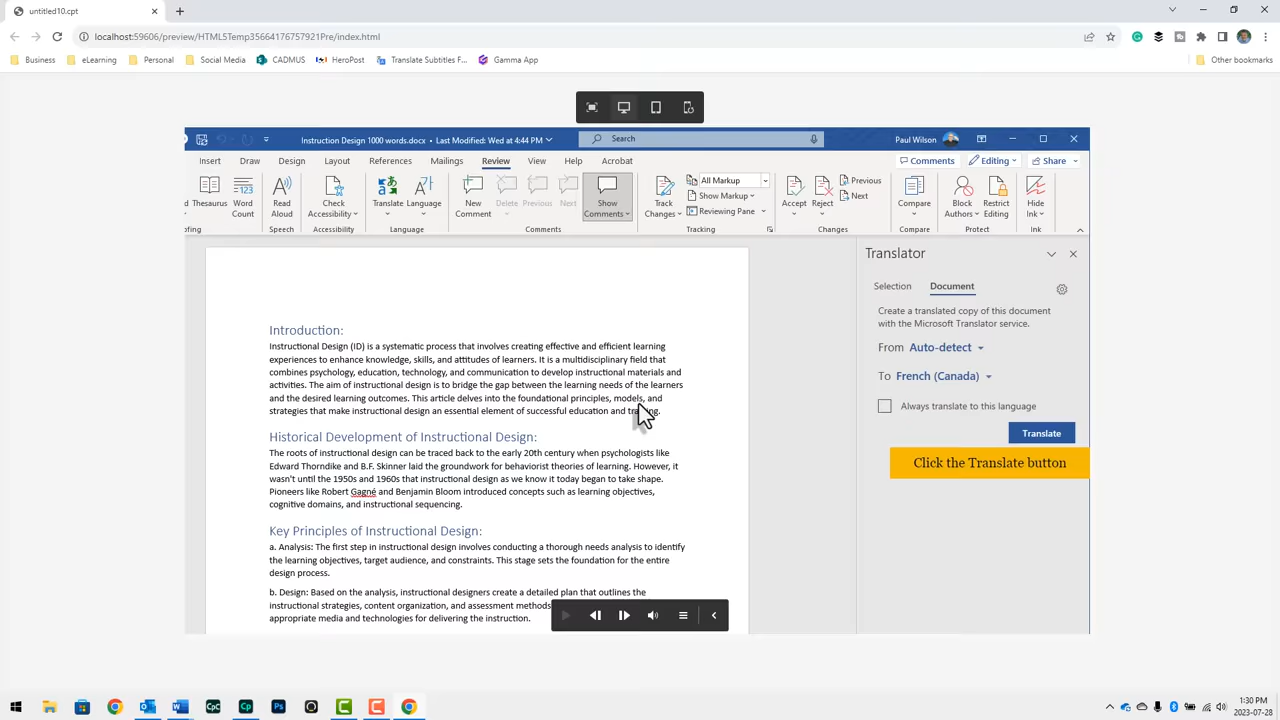 untitled10.cpt
localhost:59606/preview/HTML5Temp35664176757921Pre/index.html
Business eLearning Personal Social Media CADMUS HeroPost Translate Subtitles F... Gamma App Other bookmarks
Instruction Design 1000 words.docx • Last Modified: Wed at 4:44 PM Search Paul Wilson
Insert Draw Design Layout References Mailings Review View Help Acrobat Comments Editing Share
Thesaurus Word Count Read Aloud Check Accessibility Translate Language New Comment Delete Previous Next Show Comments Track Changes All Markup Show Markup Reviewing Pane Accept Reject Previous Next Compare Block Authors Restrict Editing Hide Ink
ofing Speech Accessibility Language Comments Tracking Changes Compare Protect Ink
Introduction:
Instructional Design (ID) is a systematic process that involves creating effective and efficient learning
experiences to enhance knowledge, skills, and attitudes of learners. It is a multidisciplinary field that
combines psychology, education, technology, and communication to develop instructional materials and
activities. The aim of instructional design is to bridge the gap between the learning needs of the learners
and the desired learning outcomes. This article delves into the foundational principles, models, and
strategies that make instructional design an essential element of successful education and training.
Historical Development of Instructional Design:
The roots of instructional design can be traced back to the early 20th century when psychologists like
Edward Thorndike and B.F. Skinner laid the groundwork for behaviorist theories of learning. However, it
wasn't until the 1950s and 1960s that instructional design as we know it today began to take shape.
Pioneers like Robert Gagné and Benjamin Bloom introduced concepts such as learning objectives,
cognitive domains, and instructional sequencing.
Key Principles of Instructional Design:
a. Analysis: The first step in instructional design involves conducting a thorough needs analysis to identify
the learning objectives, target audience, and constraints. This stage sets the foundation for the entire
design process.
b. Design: Based on the analysis, instructional designers create a detailed plan that outlines the
instructional strategies, content organization, and assessment methods
appropriate media and technologies for delivering the instruction.
Translator
Selection Document
Create a translated copy of this document
with the Microsoft Translator service.
From Auto-detect
To French (Canada)
Always translate to this language
Translate
Click the Translate button
1:30 PM
2023-07-28